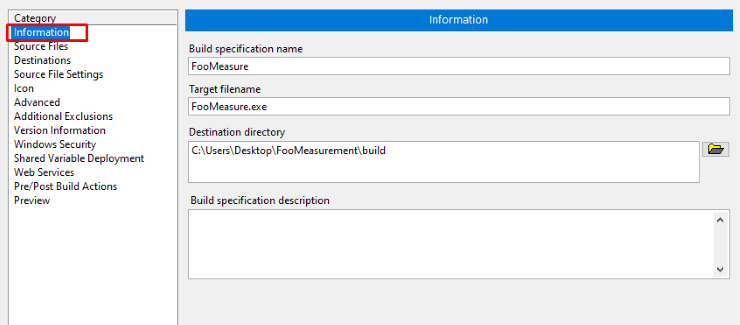 Category
Information
Source Files
Destinations
Source File Settings
Icon
Advanced
Additional Exclusions
Version Information
Windows Security
Shared Variable Deployment
Web Services
Pre/Post Build Actions
Preview
Information
Build specification name
FooMeasure
Target filename
FooMeasure.exe
Destination directory
C:\Users\Desktop\FooMeasurement\build
Build specification description